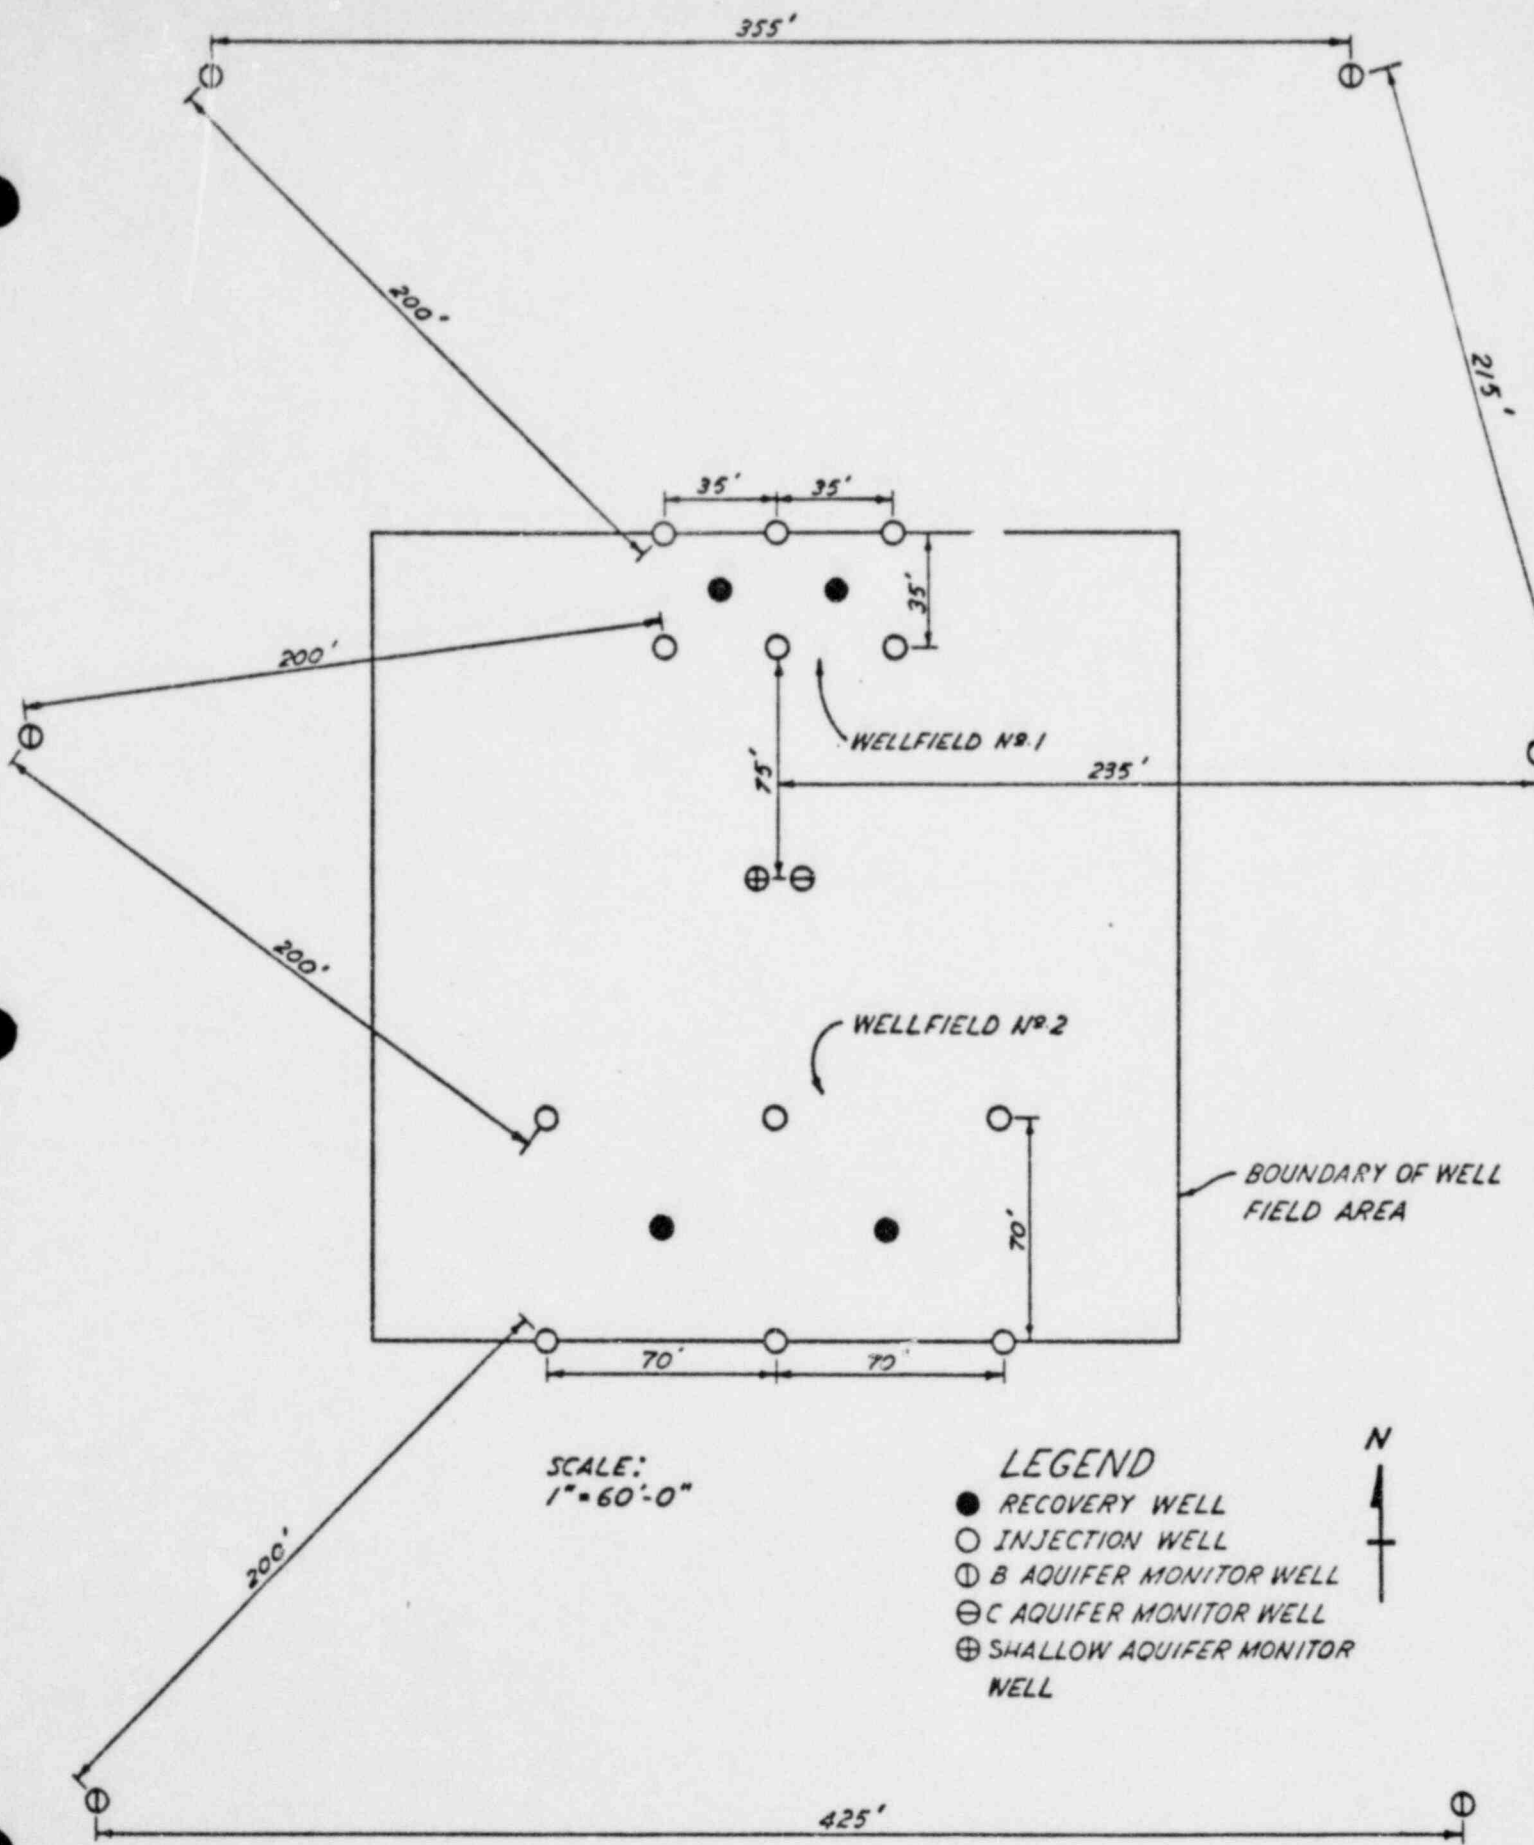 355'
200'
215'
35' 35'
35'
200'
WELLFIELD Nº.1
75'
235'
200'
WELLFIELD Nº.2
BOUNDARY OF WELL
FIELD AREA
70'
70' 70'
SCALE:
1"=60'-0"
N
LEGEND
RECOVERY WELL
INJECTION WELL
B AQUIFER MONITOR WELL
C AQUIFER MONITOR WELL
SHALLOW AQUIFER MONITOR
WELL
200'
425'